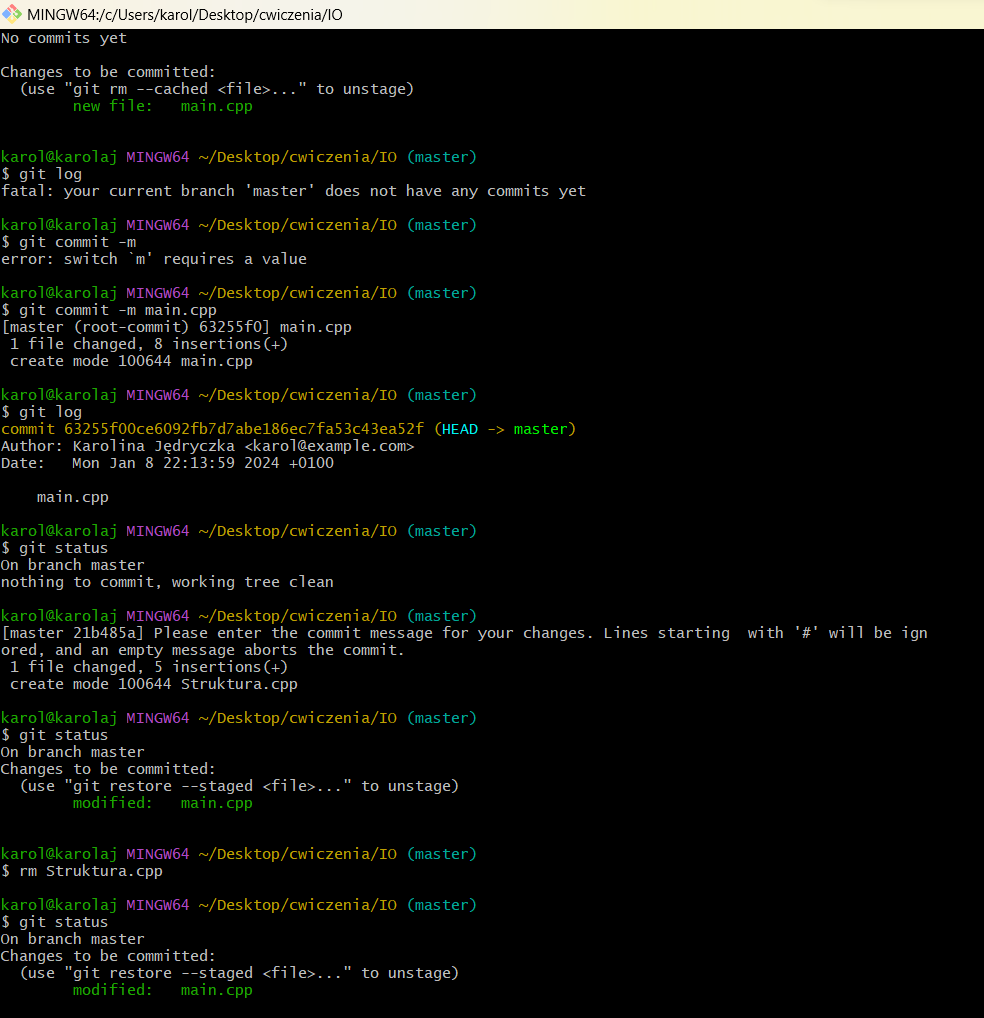 MINGW64:/c/Users/karol/Desktop/cwiczenia/IO
No commits yet
Changes to be committed:
  (use "git rm --cached <file>..." to unstage)
        new file:   main.cpp
karol@karolaj MINGW64 ~/Desktop/cwiczenia/IO (master)
$ git log
fatal: your current branch 'master' does not have any commits yet
karol@karolaj MINGW64 ~/Desktop/cwiczenia/IO (master)
$ git commit -m
error: switch `m' requires a value
karol@karolaj MINGW64 ~/Desktop/cwiczenia/IO (master)
$ git commit -m main.cpp
[master (root-commit) 63255f0] main.cpp
 1 file changed, 8 insertions(+)
 create mode 100644 main.cpp
karol@karolaj MINGW64 ~/Desktop/cwiczenia/IO (master)
$ git log
commit 63255f00ce6092fb7d7abe186ec7fa53c43ea52f (HEAD -> master)
Author: Karolina Jędryczka <karol@example.com>
Date:   Mon Jan 8 22:13:59 2024 +0100
    main.cpp
karol@karolaj MINGW64 ~/Desktop/cwiczenia/IO (master)
$ git status
On branch master
nothing to commit, working tree clean
karol@karolaj MINGW64 ~/Desktop/cwiczenia/IO (master)
[master 21b485a] Please enter the commit message for your changes. Lines starting  with '#' will be ign
ored, and an empty message aborts the commit.
 1 file changed, 5 insertions(+)
 create mode 100644 Struktura.cpp
karol@karolaj MINGW64 ~/Desktop/cwiczenia/IO (master)
$ git status
On branch master
Changes to be committed:
  (use "git restore --staged <file>..." to unstage)
        modified:   main.cpp
karol@karolaj MINGW64 ~/Desktop/cwiczenia/IO (master)
$ rm Struktura.cpp
karol@karolaj MINGW64 ~/Desktop/cwiczenia/IO (master)
$ git status
On branch master
Changes to be committed:
  (use "git restore --staged <file>..." to unstage)
        modified:   main.cpp